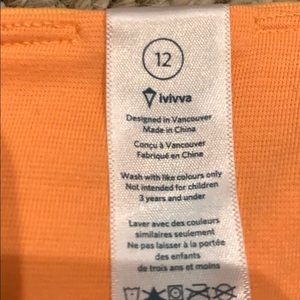 12
ivivva
Designed in Vancouver
Made in China
Conçu à Vancouver
Fabriqué en Chine
Wash with like colours only
Not intended for children
3 years and under
Laver avec des couleurs
similaires seulement
Ne pas laisser à la portée
des enfants
de trois ans et moins